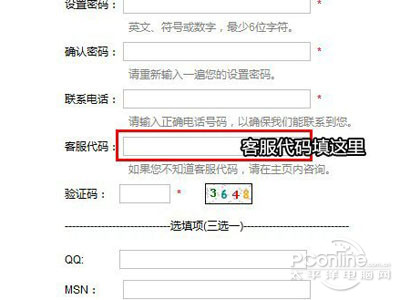 设置密码： *
英文、符号或数字，最少6位字符。
确认密码： *
请重新输入一遍您的设置密码。
联系电话： *
请输入正确电话号码，以确保我们能联系到您。
客服代码： 客服代码填这里
如果您不知道客服代码，请在主页内咨询。
验证码： * 3648
选填项(三选一)
QQ:
MSN：
PConline
太平洋电脑网